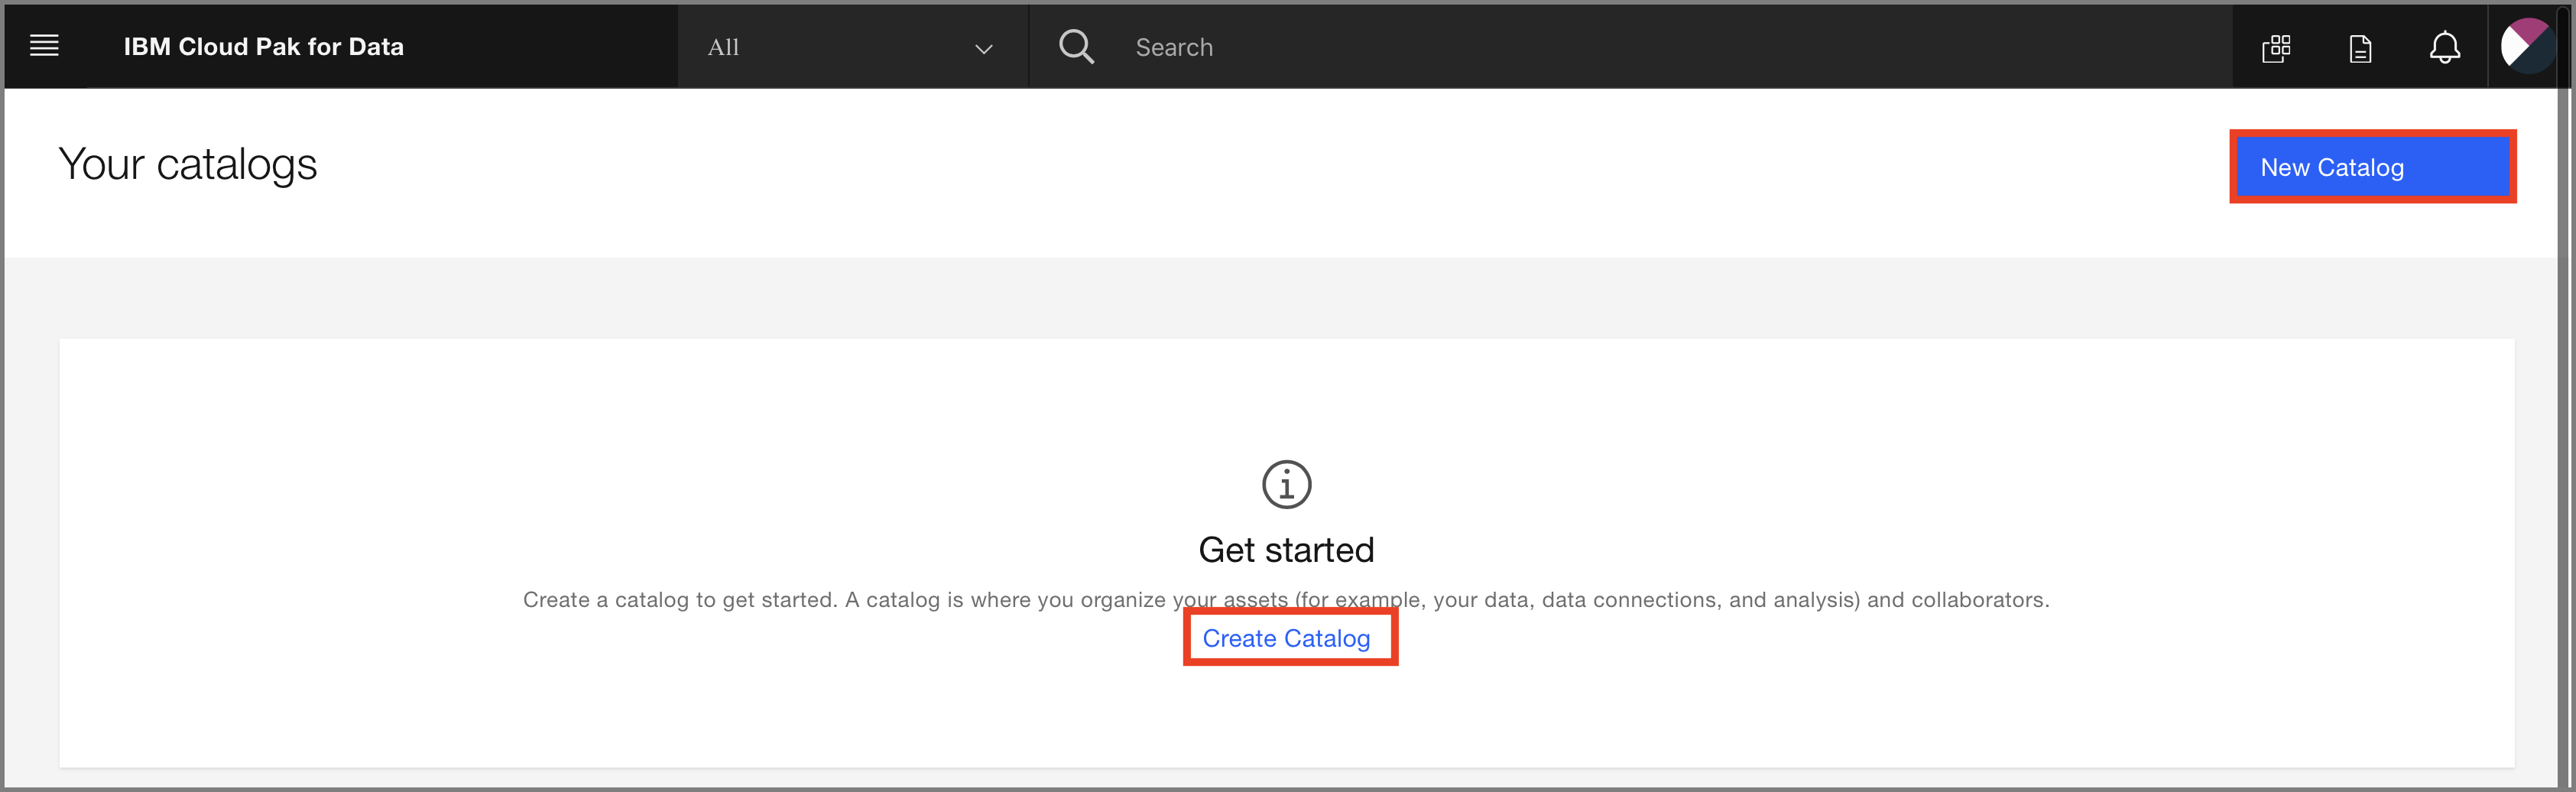 IBM Cloud Pak for Data
All
Search
Your catalogs
New Catalog
Get started
Create a catalog to get started. A catalog is where you organize your assets (for example, your data, data connections, and analysis) and collaborators.
Create Catalog